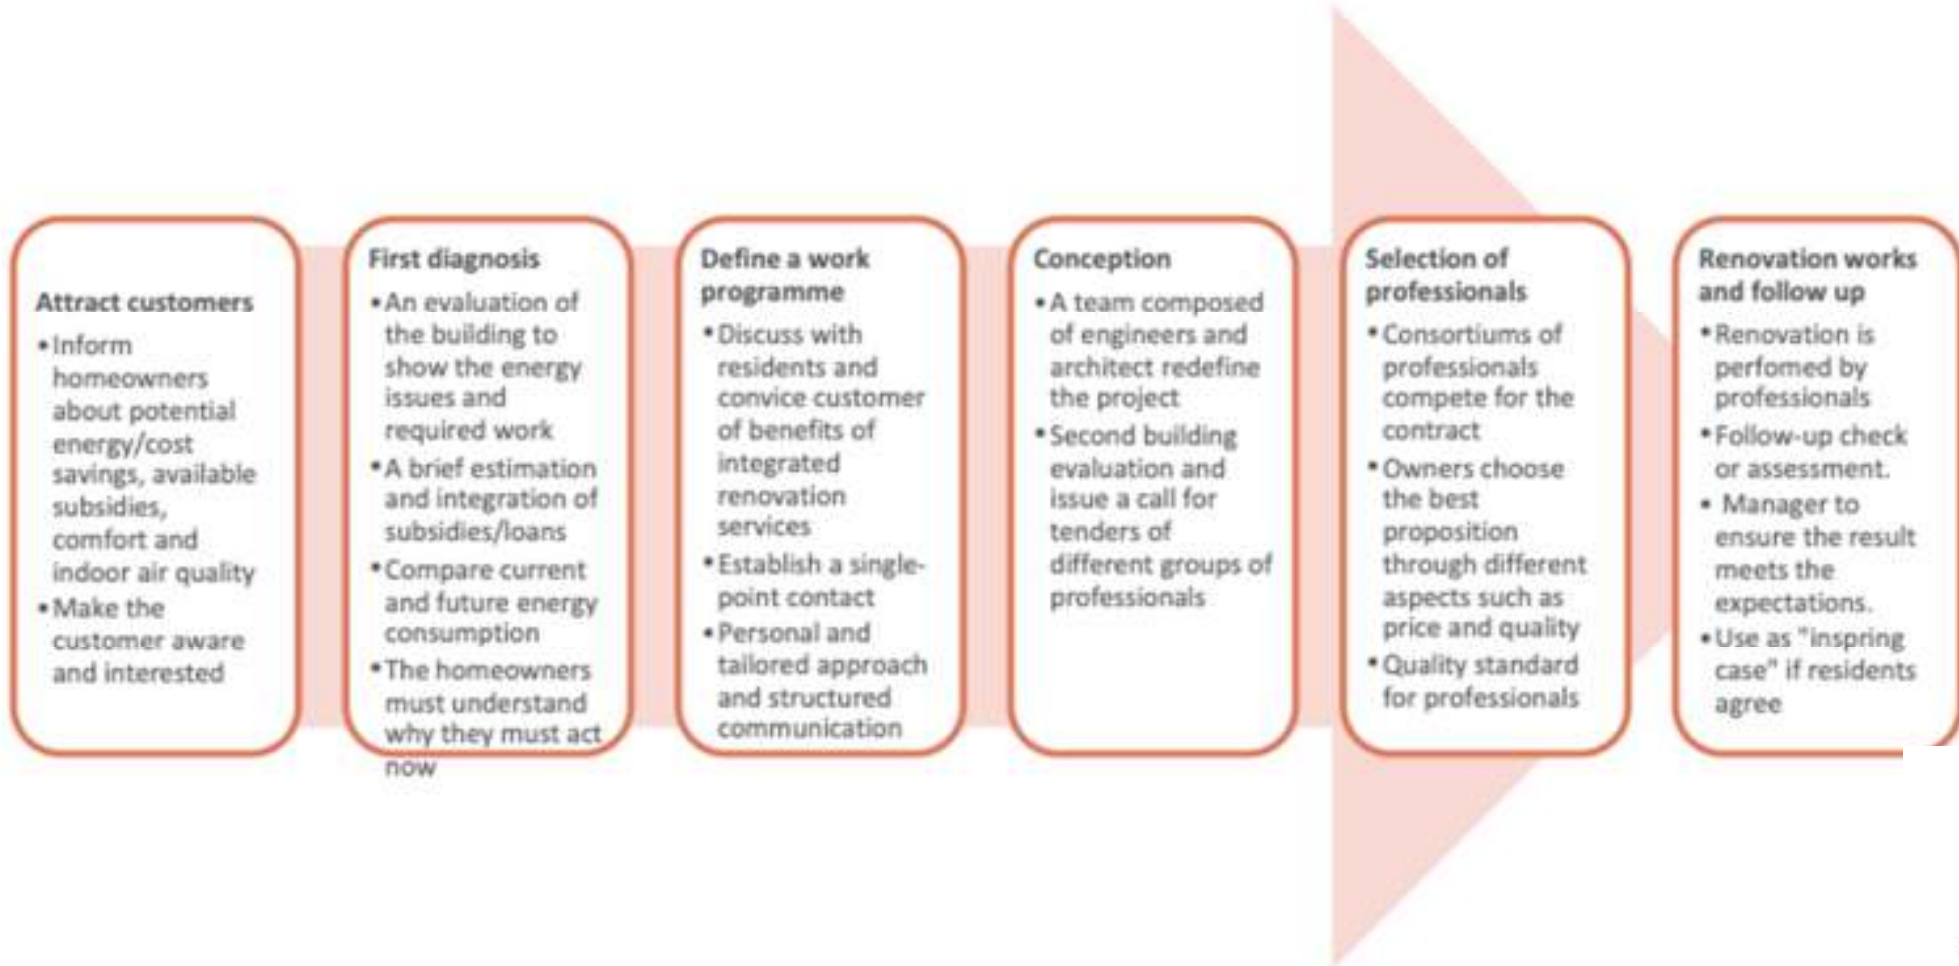 Attract customers
•Inform
homeowners
about potential
energy/cost
savings, available
subsidies,
comfort and
indoor air quality
•Make the
customer aware
and interested
First diagnosis
•An evaluation of
the building to
show the energy
issues and
required work
•A brief estimation
and integration of
subsidies/loans
•Compare current
and future energy
consumption
•The homeowners
must understand
why they must act
now
Define a work
programme
•Discuss with
residents and
convice customer
of benefits of
integrated
renovation
services
•Establish a single-
point contact
•Personal and
tailored approach
and structured
communication
Conception
•A team composed
of engineers and
architect redefine
the project
•Second building
evaluation and
issue a call for
tenders of
different groups of
professionals
Selection of
professionals
•Consortiums of
professionals
compete for the
contract
•Owners choose
the best
proposition
through different
aspects such as
price and quality
•Quality standard
for professionals
Renovation works
and follow up
•Renovation is
perfomed by
professionals
•Follow-up check
or assessment.
• Manager to
ensure the result
meets the
expectations.
•Use as "inspring
case" if residents
agree